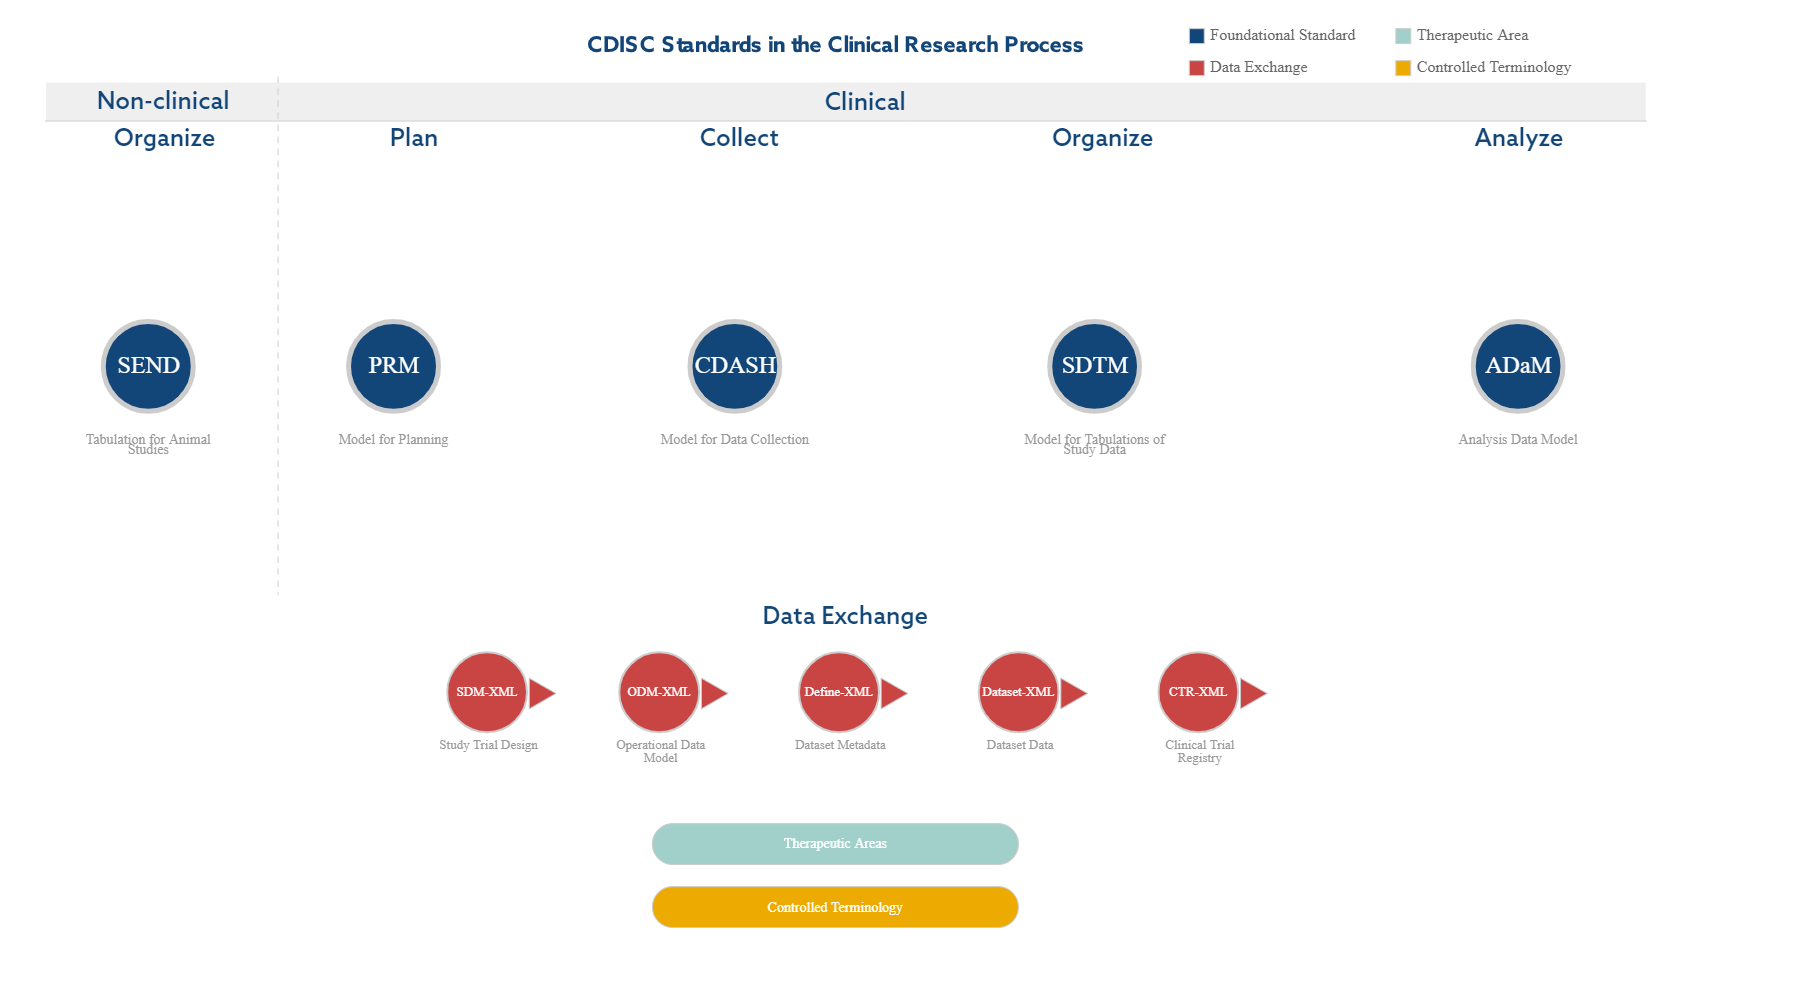 CDISC Standards in the Clinical Research Process
Foundational Standard
Therapeutic Area
Data Exchange
Controlled Terminology
Non-clinical
Clinical
Organize
Plan
Collect
Organize
Analyze
SEND
PRM
CDASH
SDTM
ADaM
Tabulation for Animal
Studies
Model for Planning
Model for Data Collection
Model for Tabulations of
Study Data
Analysis Data Model
Data Exchange
SDM-XML
ODM-XML
Define-XML
Dataset-XML
CTR-XML
Study Trial Design
Operational Data
Model
Dataset Metadata
Dataset Data
Clinical Trial
Registry
Therapeutic Areas
Controlled Terminology